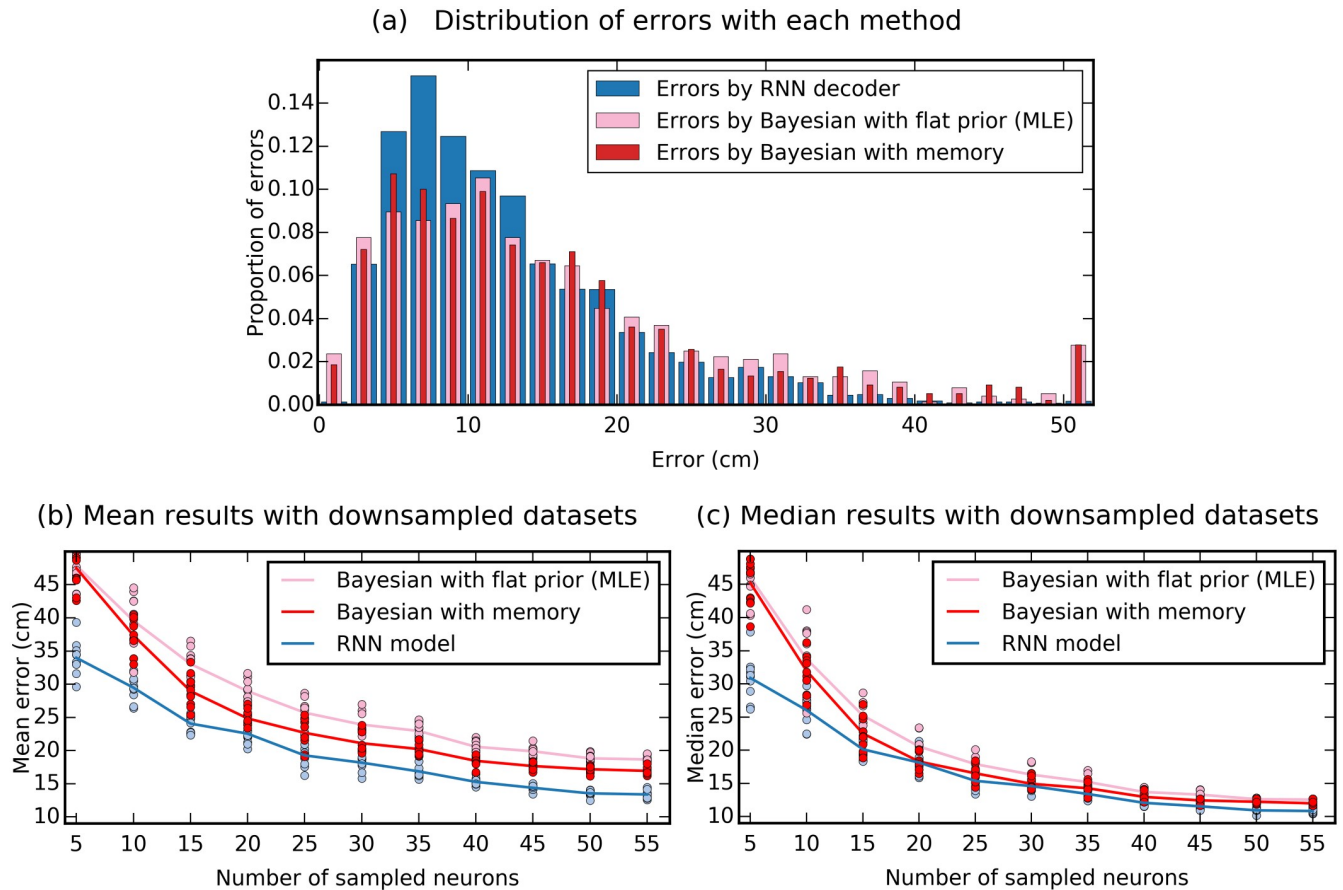 (a) Distribution of errors with each method
Proportion of errors
0.14
0.12
0.10
0.08
0.06
0.04
0.02
0.00
Errors by RNN decoder
Errors by Bayesian with flat prior (MLE)
Errors by Bayesian with memory
0 10 20 30 40 50
Error (cm)
(b) Mean results with downsampled datasets
Mean error (cm)
45
40
35
30
25
20
15
10
Bayesian with flat prior (MLE)
Bayesian with memory
RNN model
5 10 15 20 25 30 35 40 45 50 55
Number of sampled neurons
(c) Median results with downsampled datasets
Median error (cm)
45
40
35
30
25
20
15
10
Bayesian with flat prior (MLE)
Bayesian with memory
RNN model
5 10 15 20 25 30 35 40 45 50 55
Number of sampled neurons